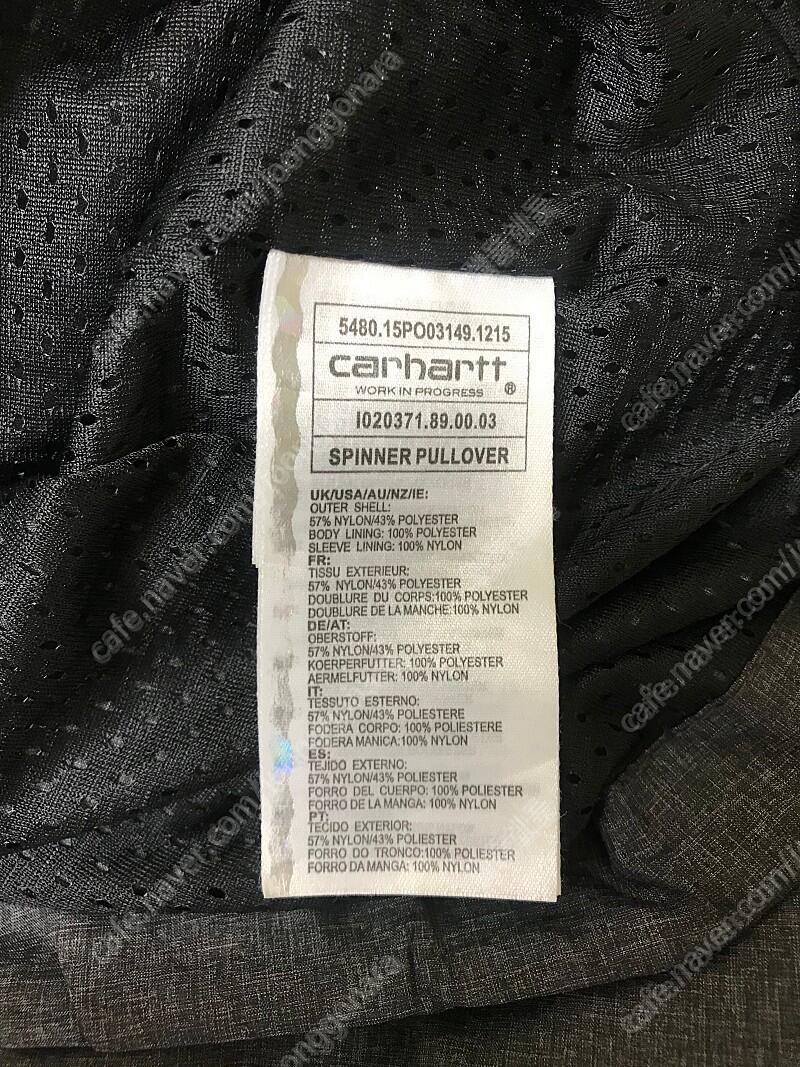 5480.15PO03149.1215
carhartt
WORK IN PROGRESS ®
I020371.89.00.03
SPINNER PULLOVER
UK/USA/AU/NZ/IE:
OUTER SHELL:
57% NYLON/43% POLYESTER
BODY LINING: 100% POLYESTER
SLEEVE LINING: 100% NYLON
FR:
TISSU EXTERIEUR:
57% NYLON/43% POLYESTER
DOUBLURE DU CORPS:100% POLYESTER
DOUBLURE DE LA MANCHE:100% NYLON
DE/AT:
OBERSTOFF:
57% NYLON/43% POLYESTER
KOERPERFUTTER: 100% POLYESTER
AERMELFUTTER: 100% NYLON
IT:
TESSUTO ESTERNO:
57% NYLON/43% POLIESTERE
FODERA CORPO: 100% POLIESTERE
FODERA MANICA:100% NYLON
ES:
TEJIDO EXTERNO:
57% NYLON/43% POLIESTER
FORRO DEL CUERPO: 100% POLIESTER
FORRO DE LA MANGA: 100% NYLON
PT:
TECIDO EXTERIOR:
57% NYLON/43% POLIESTER
FORRO DO TRONCO:100% POLIESTER
FORRO DA MANGA: 100% NYLON
cafe.naver.com/joonggonara